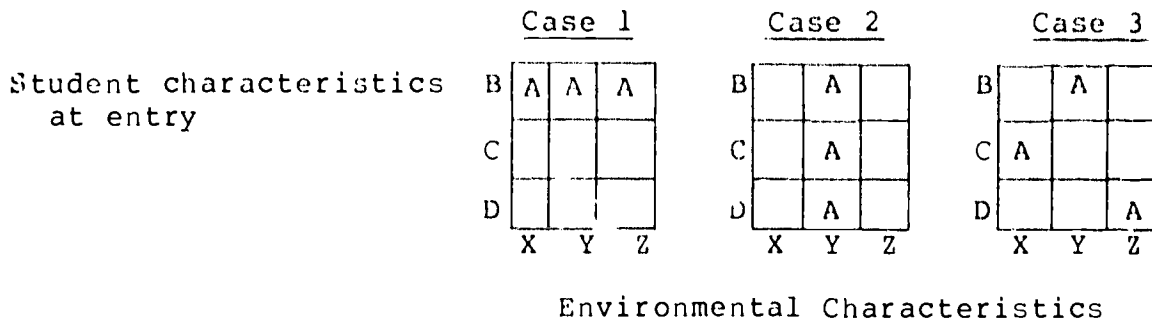 Case 1 Case 2 Case 3
Student characteristics B A A A B A B A
at entry
C C A C A
D D A D A
X Y Z X Y Z X Y Z
Environmental Characteristics